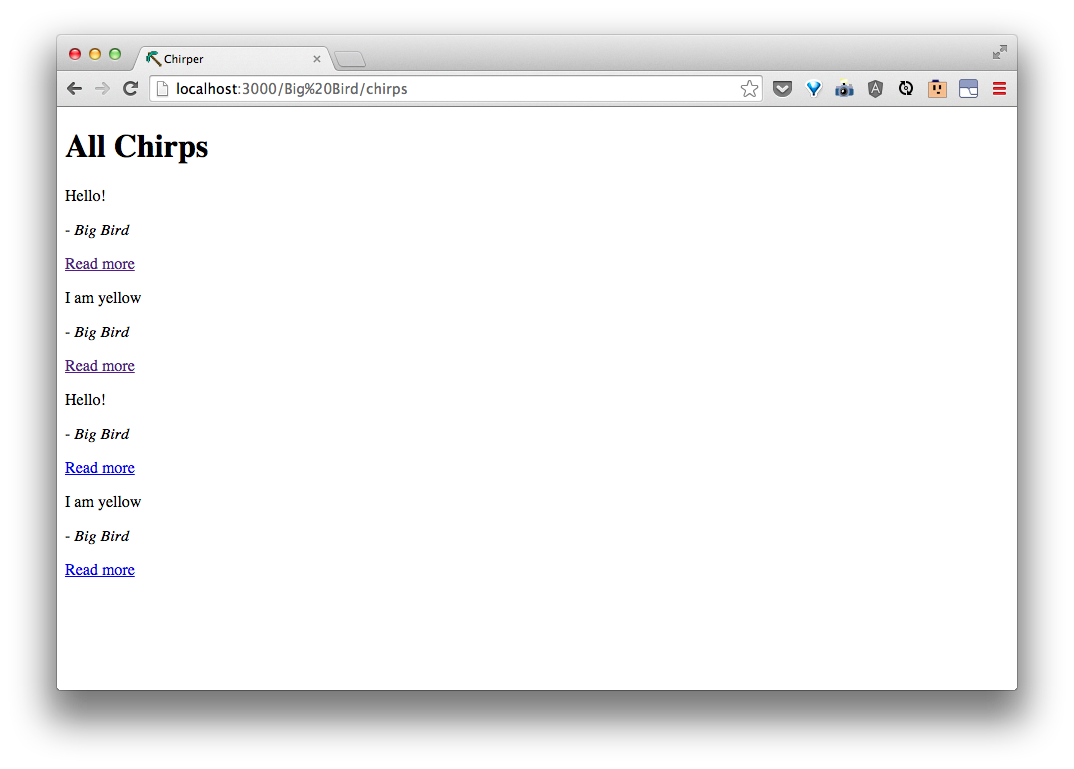 Chirper
localhost:3000/Big%20Bird/chirps
All Chirps
Hello!
- Big Bird
Read more
I am yellow
- Big Bird
Read more
Hello!
- Big Bird
Read more
I am yellow
- Big Bird
Read more